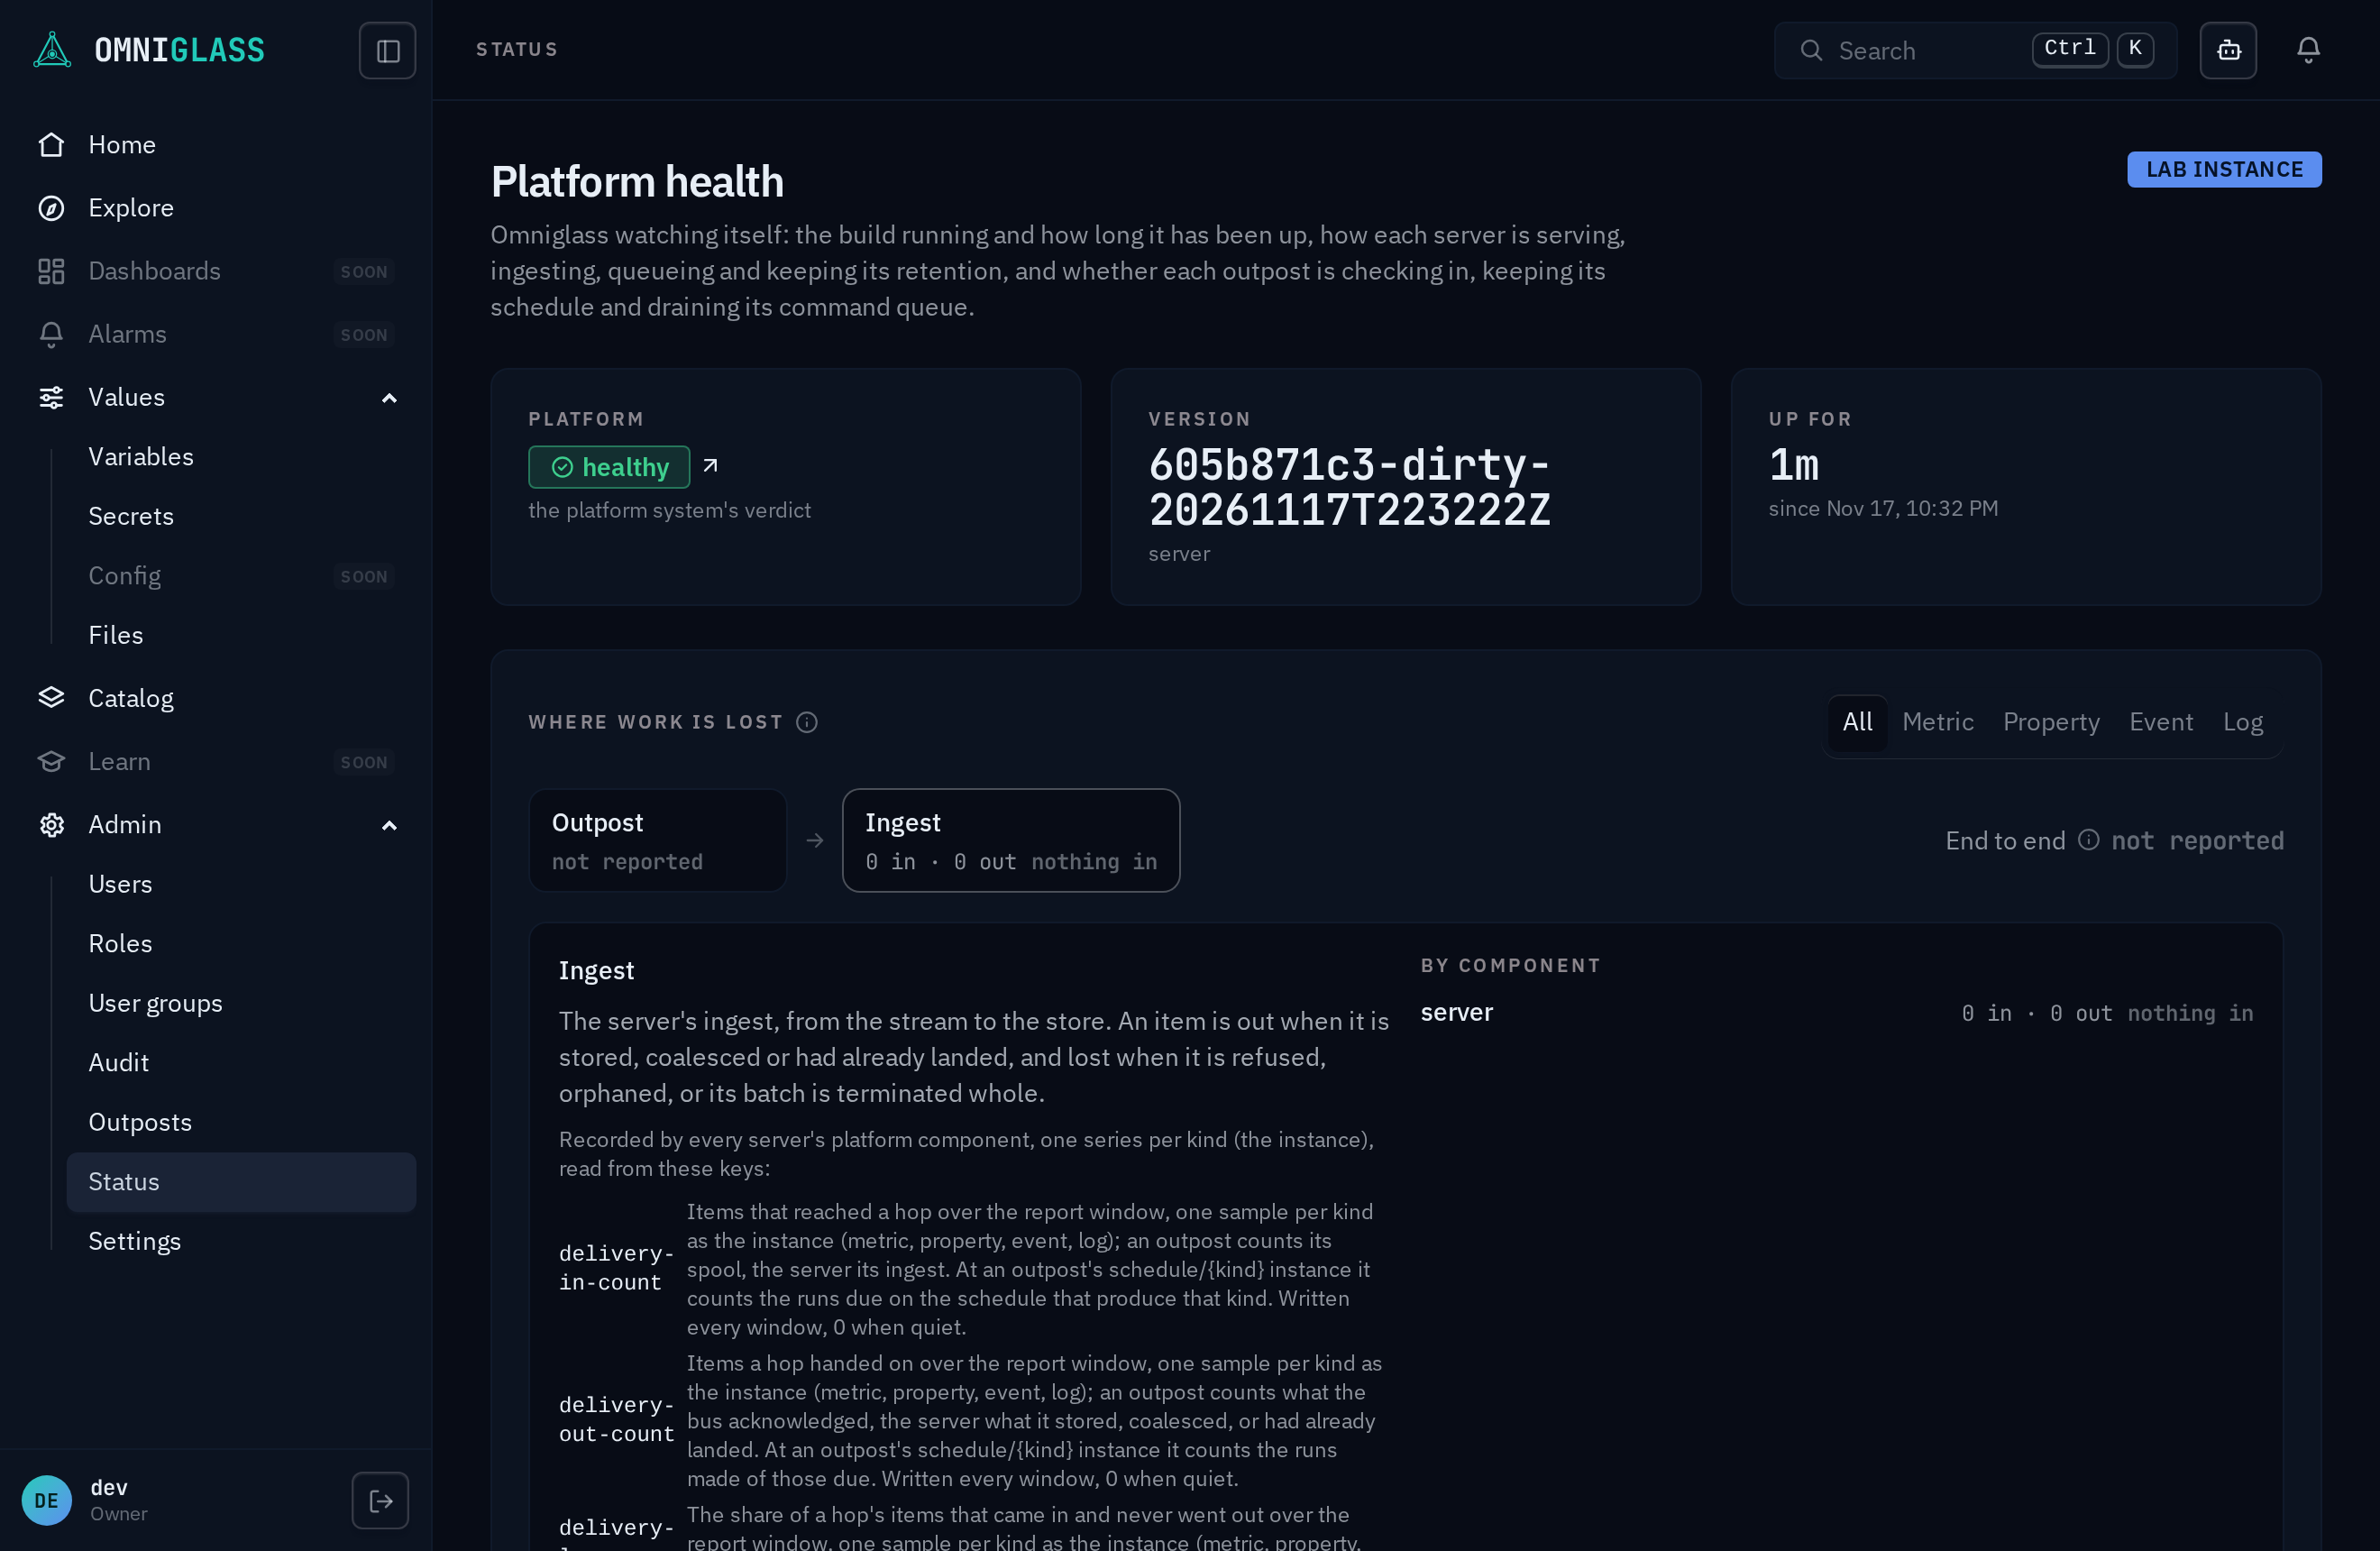 OMNIGLASS
STATUS
Search Ctrl K
Home
Explore
Dashboards SOON
Alarms SOON
Values
Variables
Secrets
Config SOON
Files
Catalog
Learn SOON
Admin
Users
Roles
User groups
Audit
Outposts
Status
Settings
DE dev
Owner
Platform health
LAB INSTANCE
Omniglass watching itself: the build running and how long it has been up, how each server is serving,
ingesting, queueing and keeping its retention, and whether each outpost is checking in, keeping its
schedule and draining its command queue.
PLATFORM
healthy
the platform system's verdict
VERSION
605b871c3-dirty-
20261117T223222Z
server
UP FOR
1m
since Nov 17, 10:32 PM
WHERE WORK IS LOST
All Metric Property Event Log
Outpost
not reported
Ingest
0 in · 0 out nothing in
End to end not reported
Ingest
The server's ingest, from the stream to the store. An item is out when it is
stored, coalesced or had already landed, and lost when it is refused,
orphaned, or its batch is terminated whole.
Recorded by every server's platform component, one series per kind (the instance),
read from these keys:
delivery-
in-count
Items that reached a hop over the report window, one sample per kind
as the instance (metric, property, event, log); an outpost counts its
spool, the server its ingest. At an outpost's schedule/{kind} instance it
counts the runs due on the schedule that produce that kind. Written
every window, 0 when quiet.
delivery-
out-count
Items a hop handed on over the report window, one sample per kind as
the instance (metric, property, event, log); an outpost counts what the
bus acknowledged, the server what it stored, coalesced, or had already
landed. At an outpost's schedule/{kind} instance it counts the runs
made of those due. Written every window, 0 when quiet.
delivery-
The share of a hop's items that came in and never went out over the
report window, one sample per kind as the instance (metric, property,
BY COMPONENT
server 0 in · 0 out nothing in